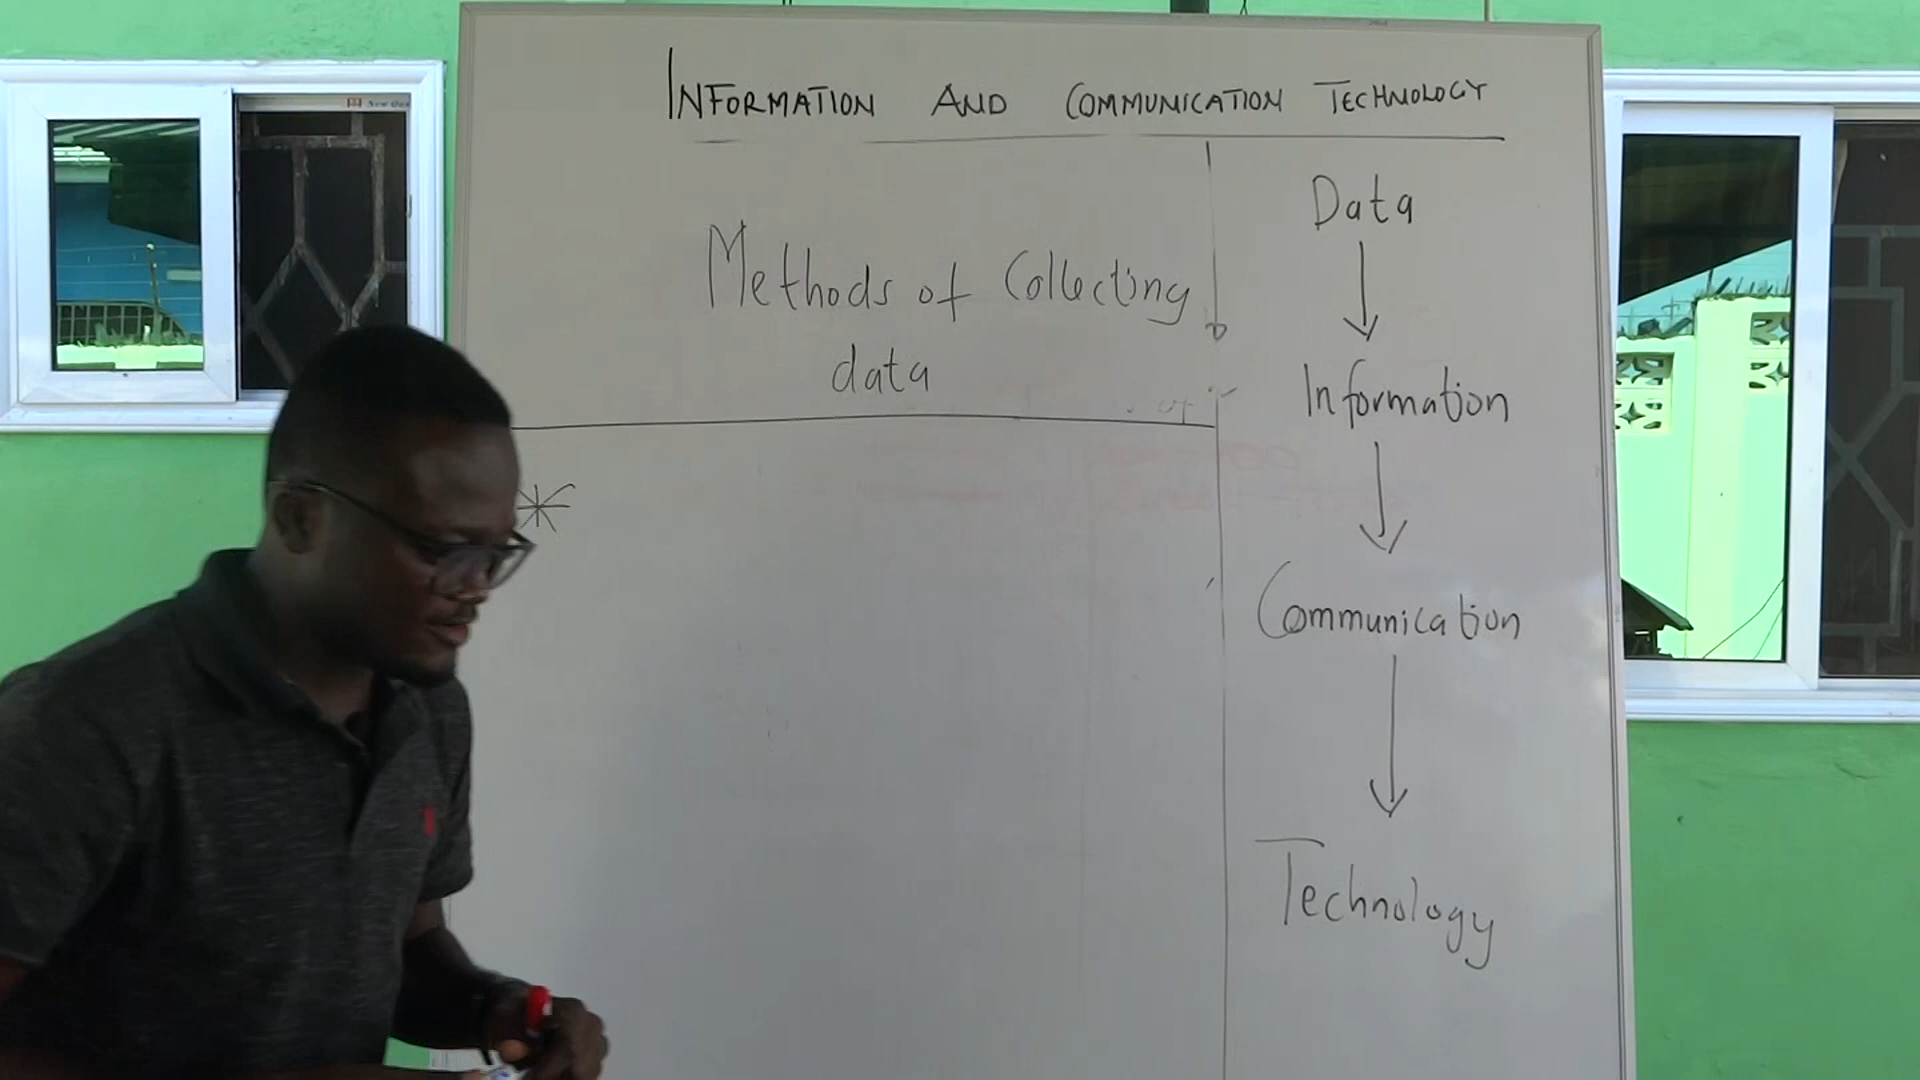 INFORMATION AND COMMUNICATION TECHNOLOGY
Methods of Collecting
data
*
Data
Information
Communication
Technology